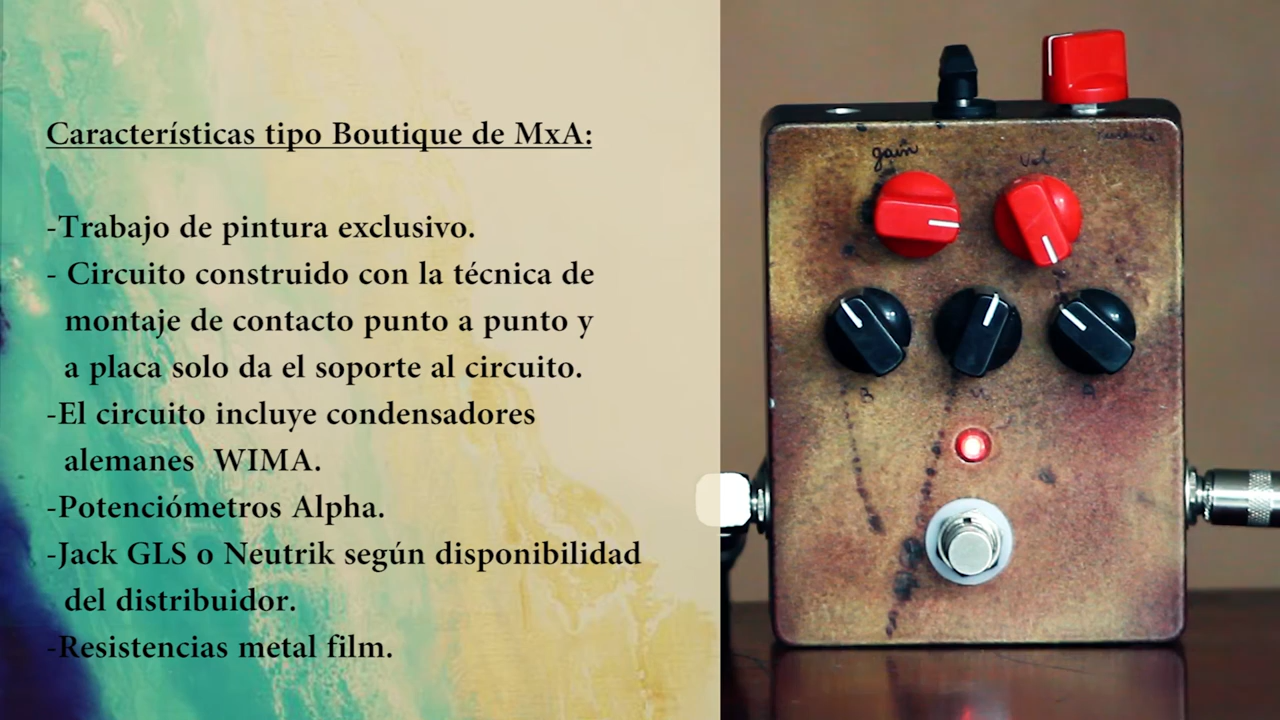 Características tipo Boutique de MxA:
-Trabajo de pintura exclusivo.
- Circuito construido con la técnica de
montaje de contacto punto a punto y
a placa solo da el soporte al circuito.
-El circuito incluye condensadores
alemanes WIMA.
-Potenciómetros Alpha.
-Jack GLS o Neutrik según disponibilidad
del distribuidor.
-Resistencias metal film.
gain
Vol
B